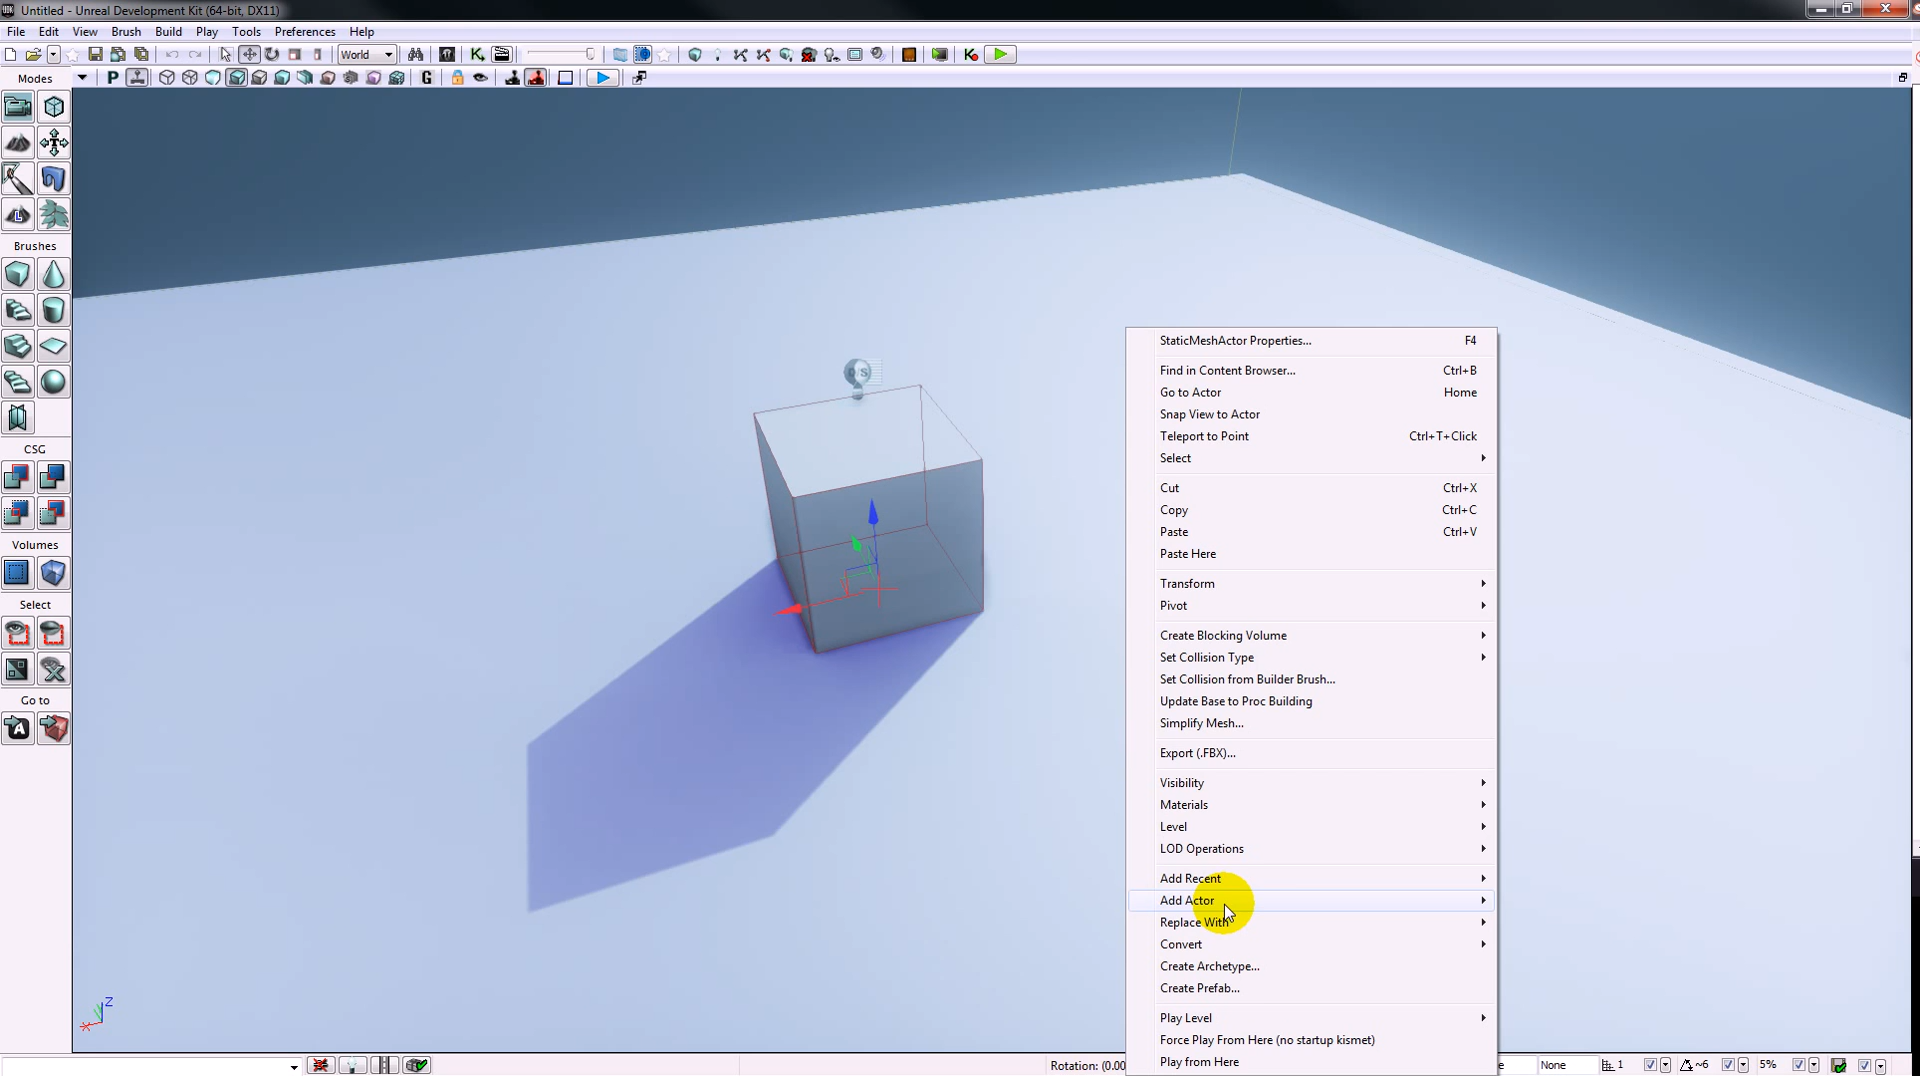 Untitled - Unreal Development Kit (64-bit, DX11)
File Edit View Brush Build Play Tools Preferences Help
World
Modes
P
G
L
Brushes
CSG
Volumes
Select
Go to
A
D/S
StaticMeshActor Properties... F4
Find in Content Browser... Ctrl+B
Go to Actor Home
Snap View to Actor
Teleport to Point Ctrl+T+Click
Select
Cut Ctrl+X
Copy Ctrl+C
Paste Ctrl+V
Paste Here
Transform
Pivot
Create Blocking Volume
Set Collision Type
Set Collision from Builder Brush...
Update Base to Proc Building
Simplify Mesh...
Export (.FBX)...
Visibility
Materials
Level
LOD Operations
Add Recent
Add Actor
Replace With
Convert
Create Archetype...
Create Prefab...
Play Level
Force Play From Here (no startup kismet)
Play from Here
Z
X
Rotation: (0.00
None
1
~6
5%